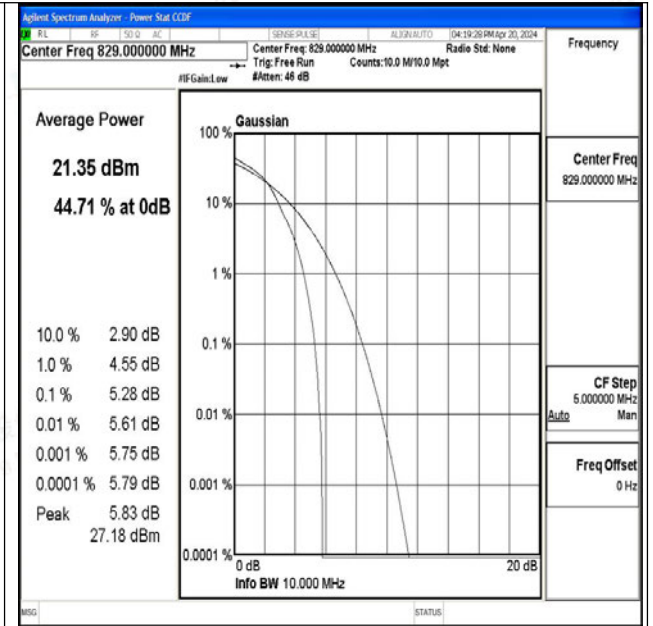 Agilent Spectrum Analyzer - Power Stat CCDF
RL RF 50 Ω AC SENSE:PULSE ALIGN AUTO 04:19:28 PM Apr 20, 2024
Center Freq 829.000000 MHz
Center Freq: 829.000000 MHz Radio Std: None
Trig: Free Run Counts:10.0 M/10.0 Mpt
#IFGain:Low #Atten: 46 dB
Frequency
Average Power
21.35 dBm
44.71 % at 0dB
10.0 % 2.90 dB
1.0 % 4.55 dB
0.1 % 5.28 dB
0.01 % 5.61 dB
0.001 % 5.75 dB
0.0001 % 5.79 dB
Peak 5.83 dB
27.18 dBm
Gaussian
100 %
10 %
1 %
0.1 %
0.01 %
0.001 %
0.0001 %
0 dB 20 dB
Info BW 10.000 MHz
Center Freq
829.000000 MHz
CF Step
5.000000 MHz
Auto Man
Freq Offset
0 Hz
MSG STATUS